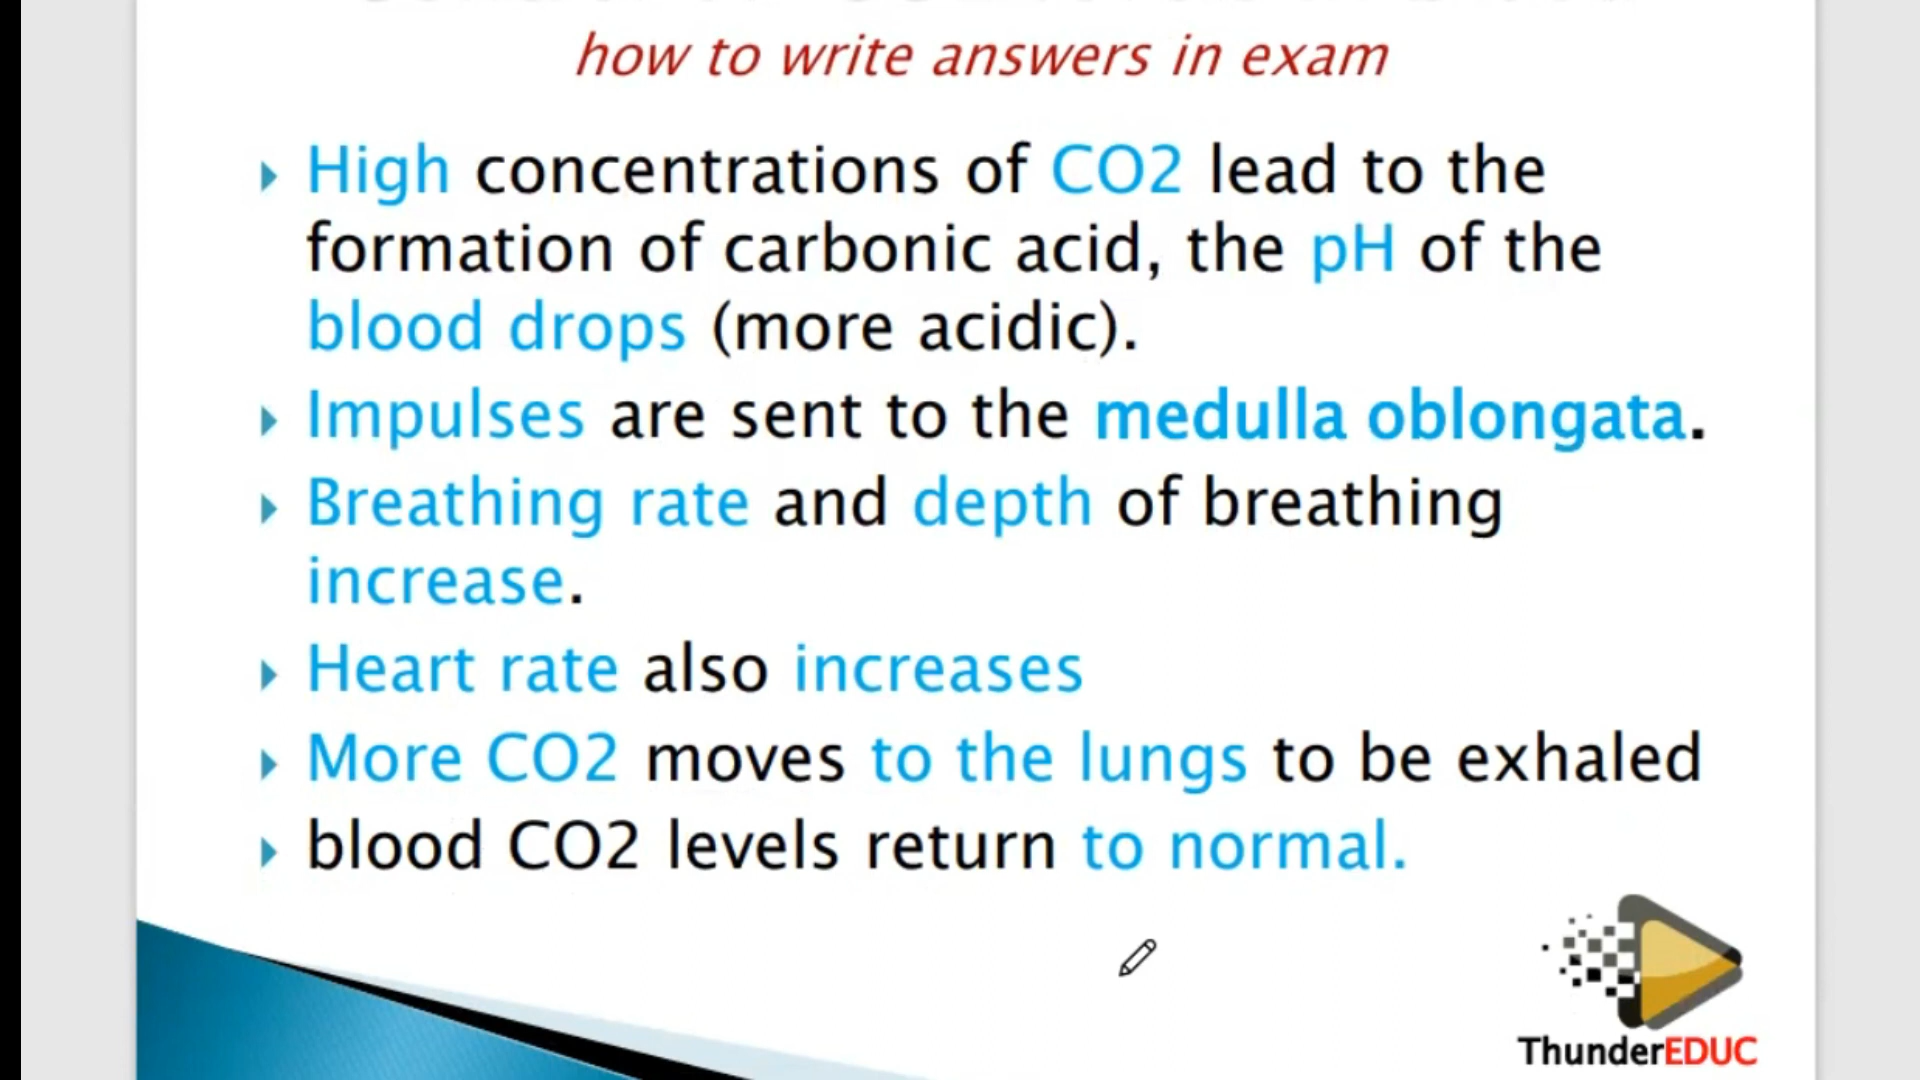 how to write answers in exam
High concentrations of CO2 lead to the
formation of carbonic acid, the pH of the
blood drops (more acidic).
Impulses are sent to the medulla oblongata.
Breathing rate and depth of breathing
increase.
Heart rate also increases
More CO2 moves to the lungs to be exhaled
blood CO2 levels return to normal.
ThunderEDUC